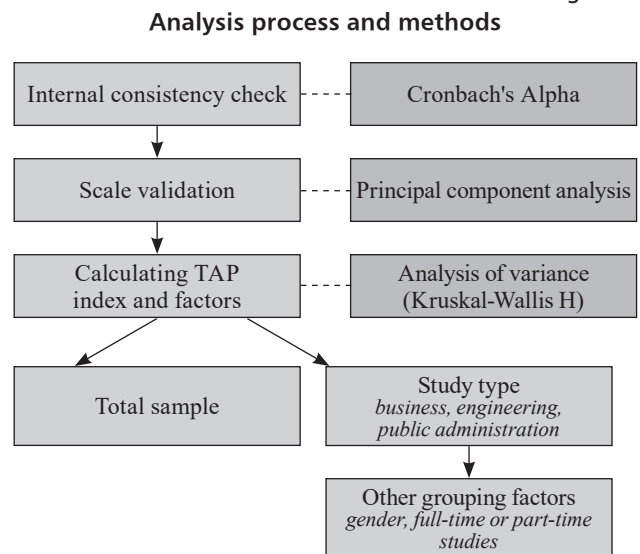 Analysis process and methods
Internal consistency check
Cronbach's Alpha
Scale validation
Principal component analysis
Calculating TAP
index and factors
Analysis of variance
(Kruskal-Wallis H)
Total sample
Study type
business, engineering,
public administration
Other grouping factors
gender, full-time or part-time
studies